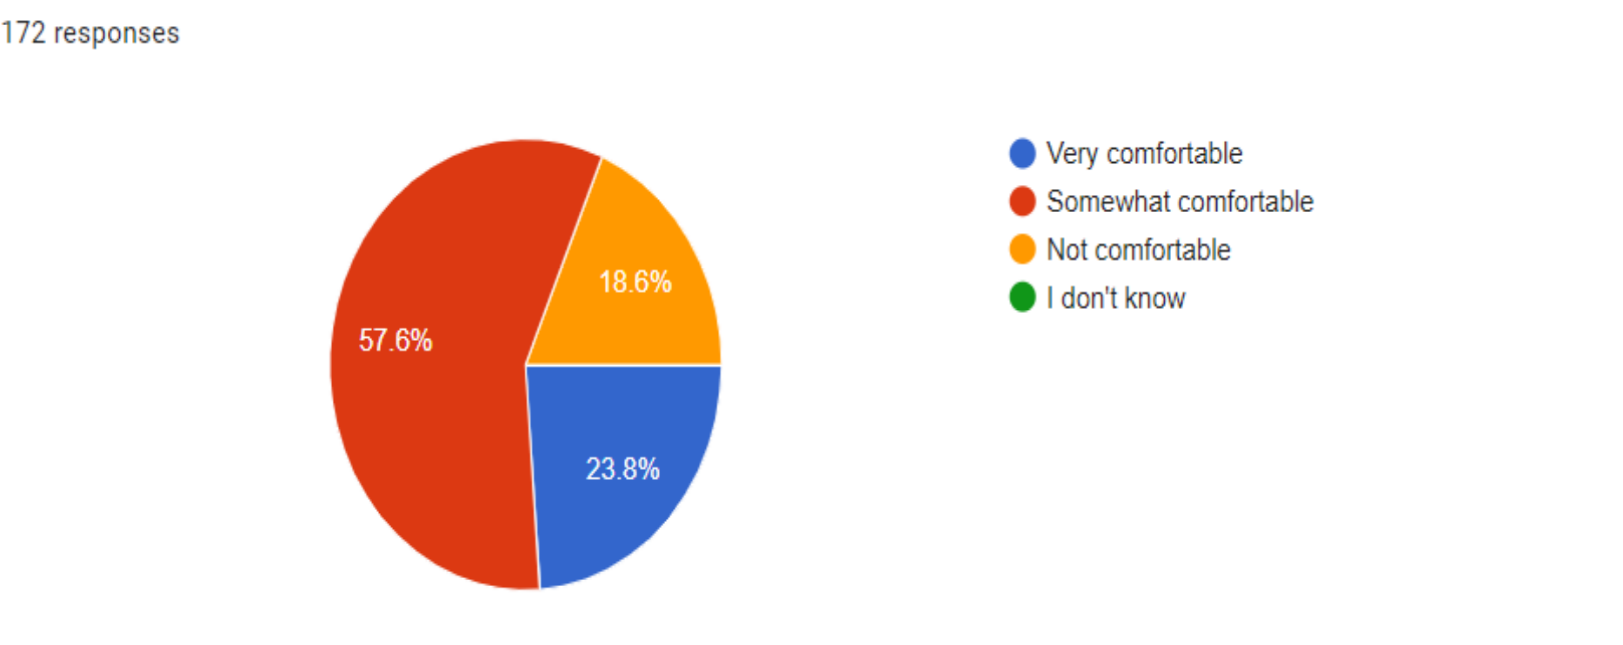 172 responses
Very comfortable
Somewhat comfortable
Not comfortable
I don't know
18.6%
57.6%
23.8%